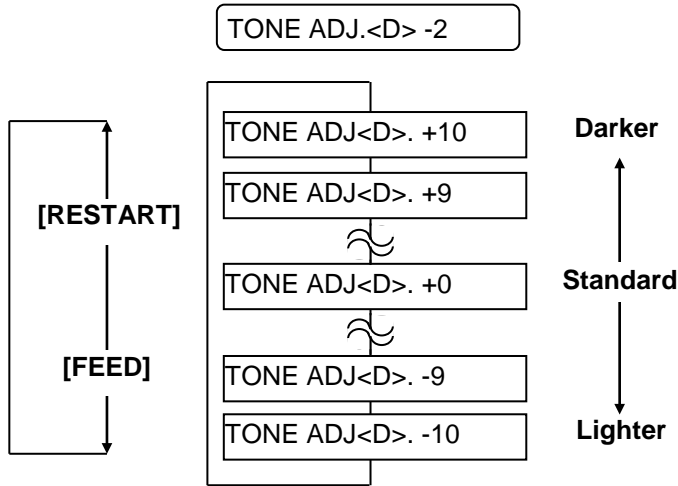 TONE ADJ.<D> -2
TONE ADJ<D>. +10
Darker
TONE ADJ<D>. +9
[RESTART]
TONE ADJ<D>. +0
Standard
[FEED]
TONE ADJ<D>. -9
TONE ADJ<D>. -10
Lighter